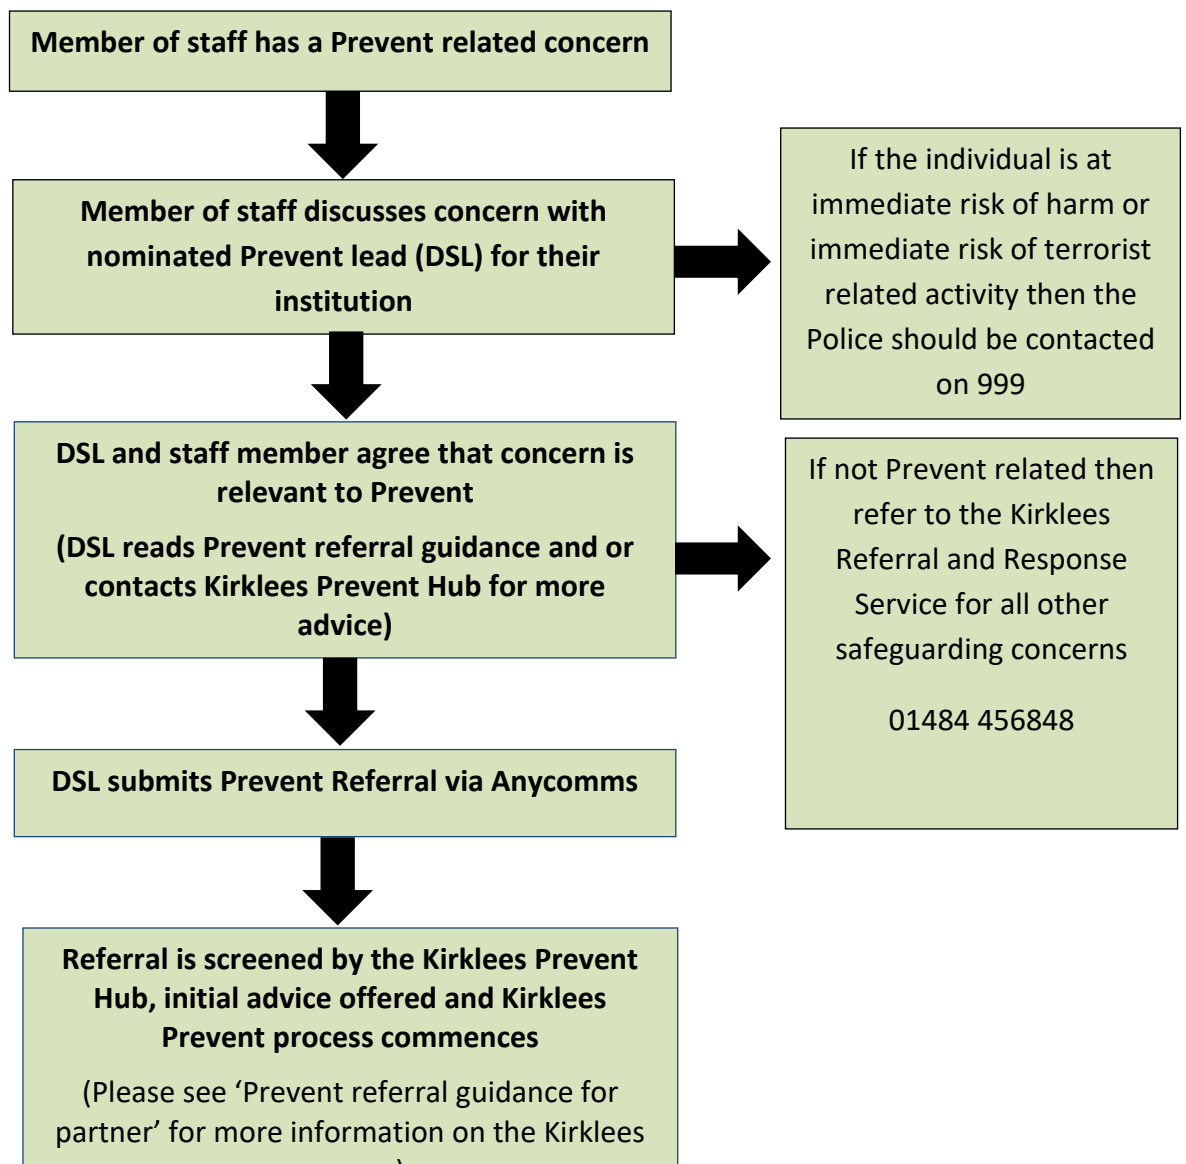 Member of staff has a Prevent related concern
Member of staff discusses concern with
nominated Prevent lead (DSL) for their
institution
If the individual is at
immediate risk of harm or
immediate risk of terrorist
related activity then the
Police should be contacted
on 999
DSL and staff member agree that concern is
relevant to Prevent
(DSL reads Prevent referral guidance and or
contacts Kirklees Prevent Hub for more
advice)
If not Prevent related then
refer to the Kirklees
Referral and Response
Service for all other
safeguarding concerns
01484 456848
DSL submits Prevent Referral via Anycomms
Referral is screened by the Kirklees Prevent
Hub, initial advice offered and Kirklees
Prevent process commences
(Please see ‘Prevent referral guidance for
partner’ for more information on the Kirklees